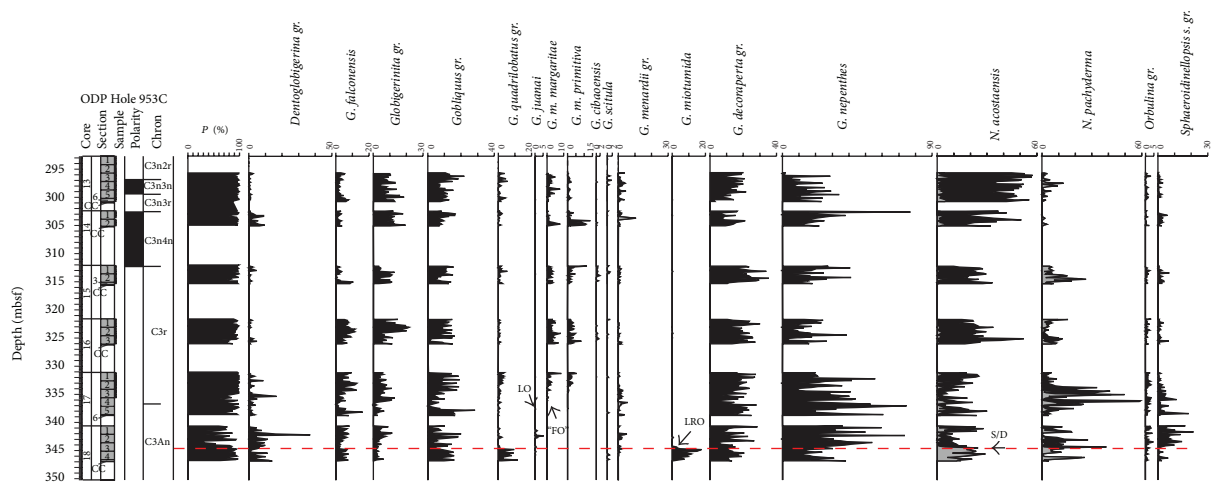 Dentoglobigerina gr.
G. falconensis
Globigerinita gr.
Gobliquus gr.
G. quadrilobatus gr.
G. juanai
G. m. margaritae
G. m. primitiva
G. cibaoensis
G. scitula
G. menardii gr.
G. miotumida
G. decoraperta gr.
G. nepenthes
N. acostaensis
N. pachyderma
Orbulina gr.
Sphaeroidinellopsis s. gr.
ODP Hole 953C
Core
Section
Sample
Polarity
Chron
P (%)
0 100 0 50 0 20 0 30 0 40 0 20
0 30 0 20 0 40 0 90 0 60 0 60 0 5 0 30
Depth (mbsf)
295
300
305
310
315
320
325
330
335
340
345
350
13
14
15
16
17
18
CC
CC
CC
CC
CC
C3n2r
C3n3n
C3n3r
C3n4n
C3r
C3An
LO
"FO"
LRO
S/D